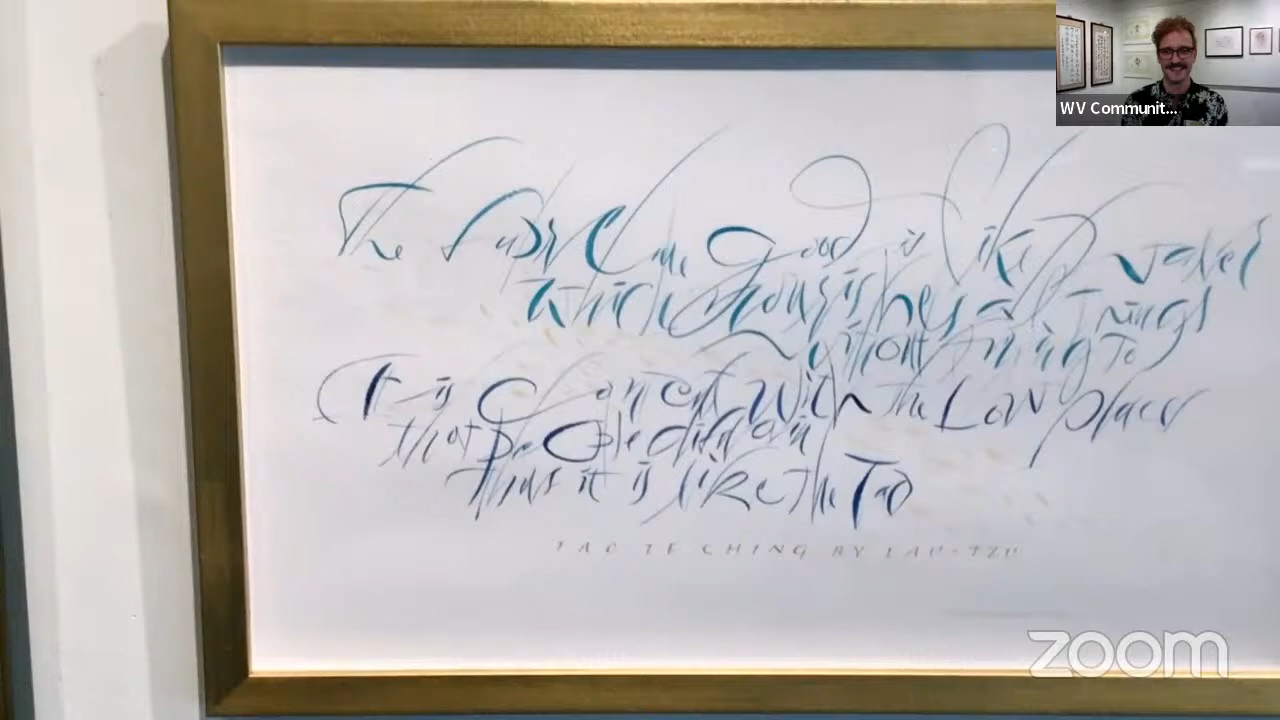 WV Communit...
The Supreme Good is like water
which nourishes all Things
without trying to
It is Content with the Low places
that people disdain
thus it is like the Tao
TAO TE CHING BY LAO-TZU
zoom